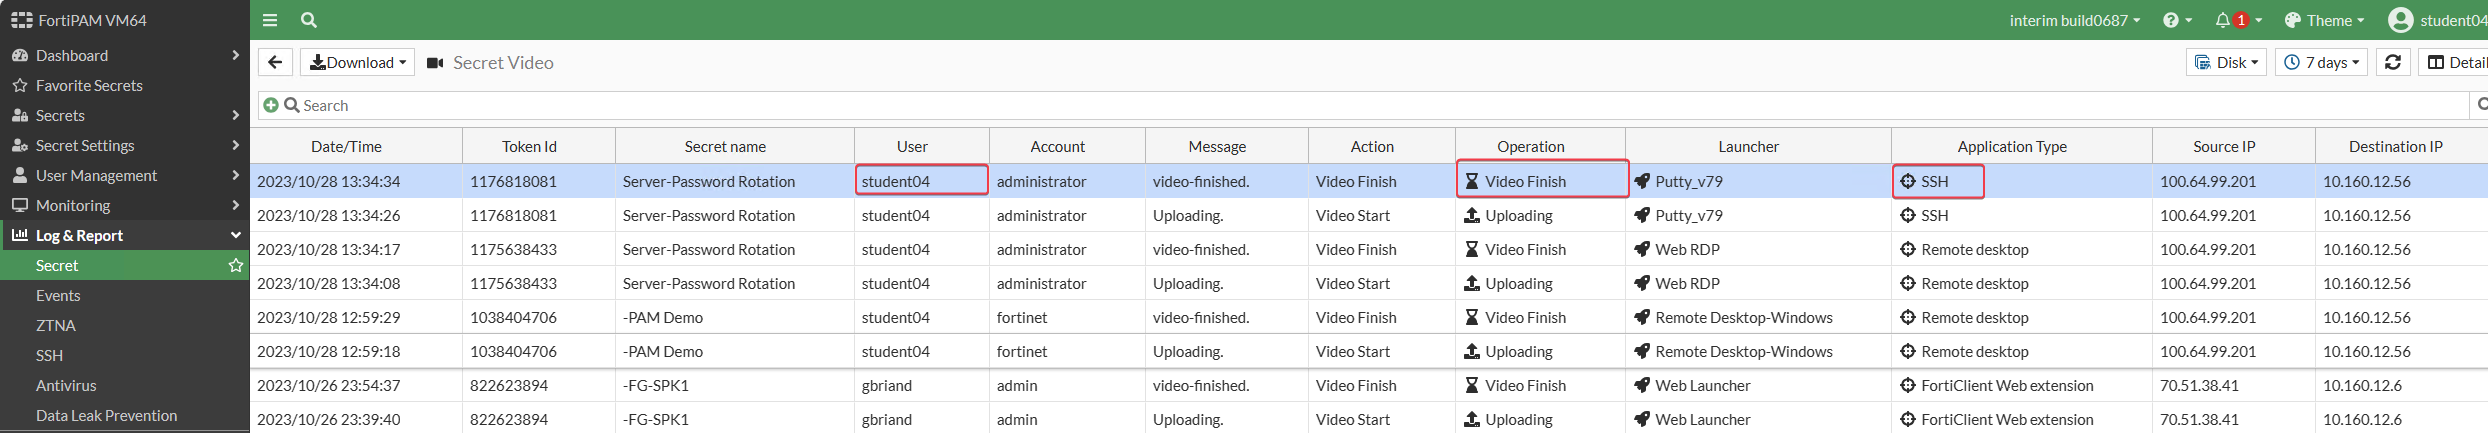 FortiPAM VM64
interim build0687
1
Theme
student04
Dashboard
Favorite Secrets
Secrets
Secret Settings
User Management
Monitoring
Log & Report
Secret
Events
ZTNA
SSH
Antivirus
Data Leak Prevention
Download Secret Video Disk 7 days Detail
Search
Date/Time Token Id Secret name User Account Message Action Operation Launcher Application Type Source IP Destination IP
2023/10/28 13:34:34 1176818081 Server-Password Rotation student04 administrator video-finished. Video Finish Video Finish Putty_v79 SSH 100.64.99.201 10.160.12.56
2023/10/28 13:34:26 1176818081 Server-Password Rotation student04 administrator Uploading. Video Start Uploading Putty_v79 SSH 100.64.99.201 10.160.12.56
2023/10/28 13:34:17 1175638433 Server-Password Rotation student04 administrator video-finished. Video Finish Video Finish Web RDP Remote desktop 100.64.99.201 10.160.12.56
2023/10/28 13:34:08 1175638433 Server-Password Rotation student04 administrator Uploading. Video Start Uploading Web RDP Remote desktop 100.64.99.201 10.160.12.56
2023/10/28 12:59:29 1038404706 -PAM Demo student04 fortinet video-finished. Video Finish Video Finish Remote Desktop-Windows Remote desktop 100.64.99.201 10.160.12.56
2023/10/28 12:59:18 1038404706 -PAM Demo student04 fortinet Uploading. Video Start Uploading Remote Desktop-Windows Remote desktop 100.64.99.201 10.160.12.56
2023/10/26 23:54:37 822623894 -FG-SPK1 gbriand admin video-finished. Video Finish Video Finish Web Launcher FortiClient Web extension 70.51.38.41 10.160.12.6
2023/10/26 23:39:40 822623894 -FG-SPK1 gbriand admin Uploading. Video Start Uploading Web Launcher FortiClient Web extension 70.51.38.41 10.160.12.6